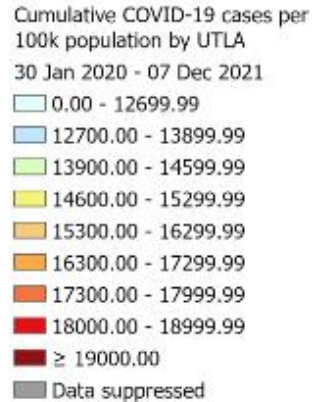 Cumulative COVID-19 cases per
100k population by UTLA
30 Jan 2020 - 07 Dec 2021
0.00 - 12699.99
12700.00 - 13899.99
13900.00 - 14599.99
14600.00 - 15299.99
15300.00 - 16299.99
16300.00 - 17299.99
17300.00 - 17999.99
18000.00 - 18999.99
≥ 19000.00
Data suppressed